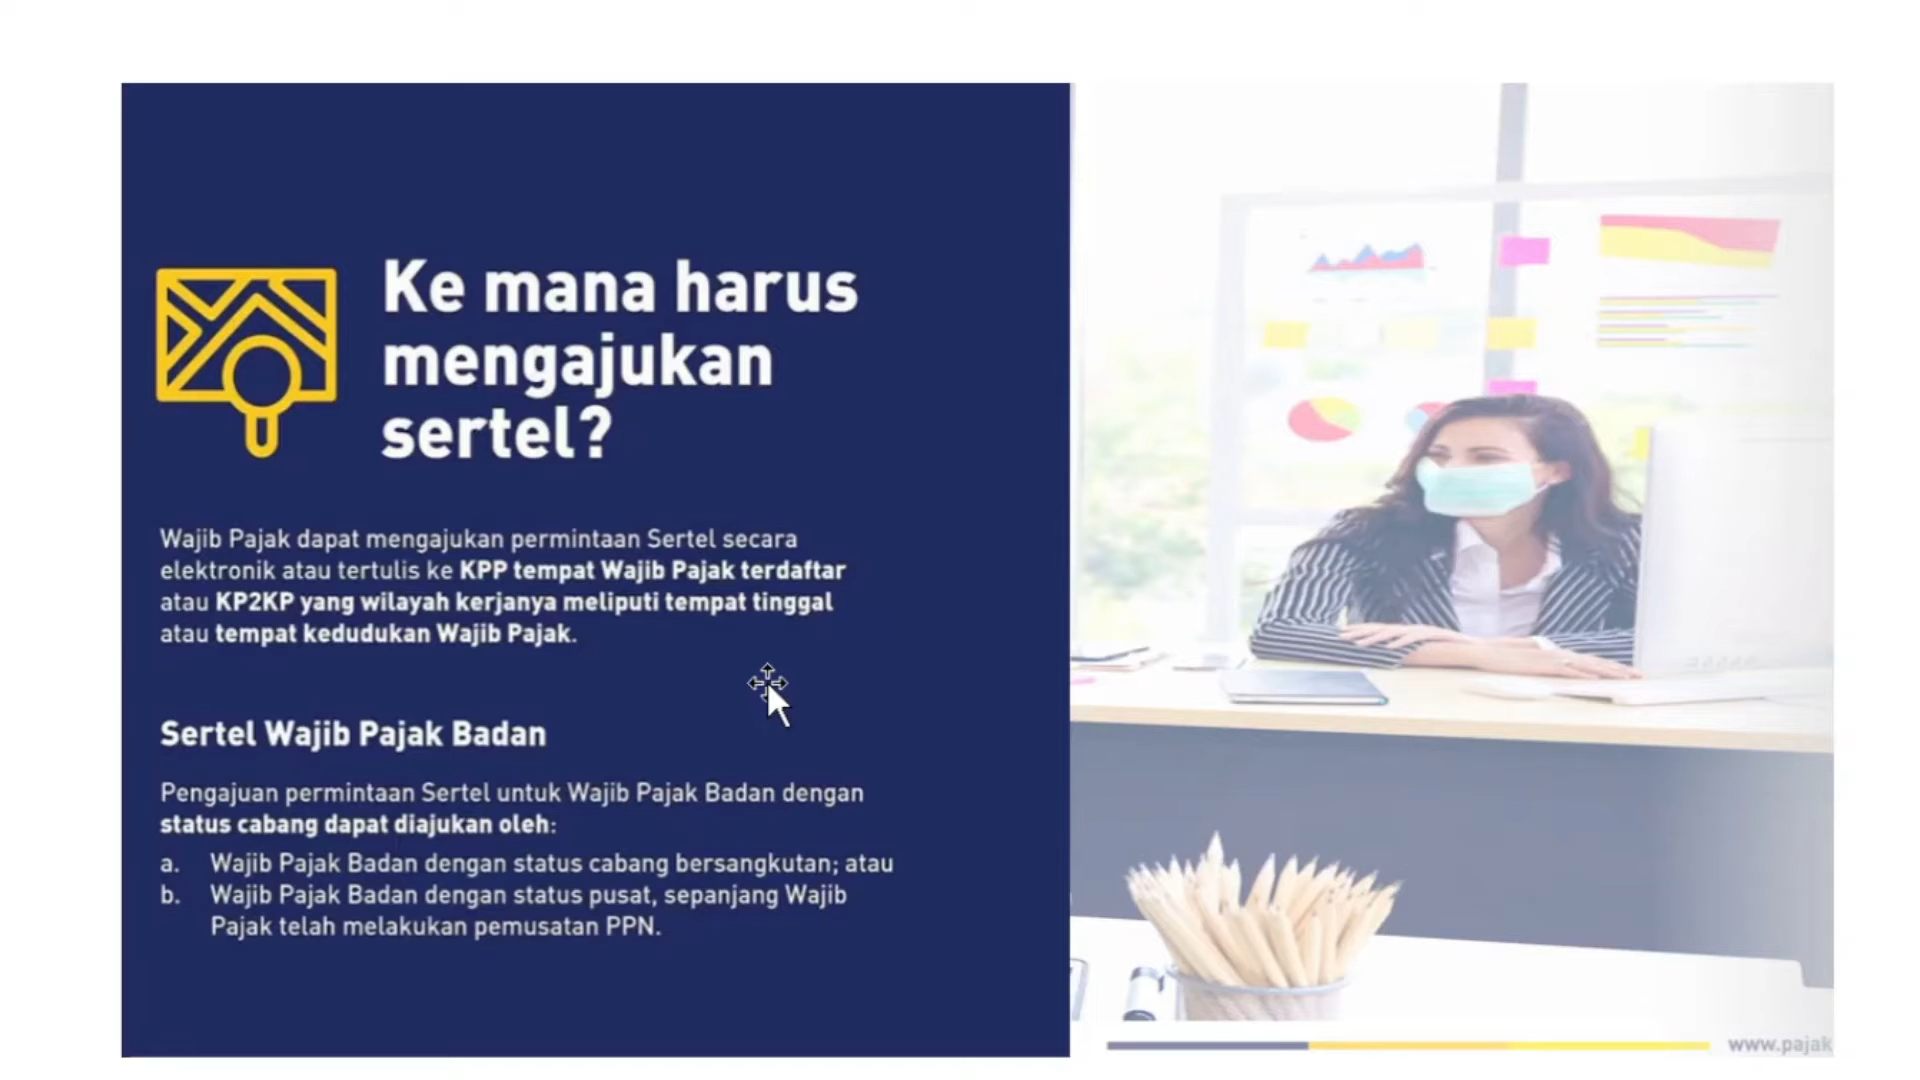 Ke mana harus
mengajukan
sertel?
Wajib Pajak dapat mengajukan permintaan Sertel secara
elektronik atau tertulis ke KPP tempat Wajib Pajak terdaftar
atau KP2KP yang wilayah kerjanya meliputi tempat tinggal
atau tempat kedudukan Wajib Pajak.
Sertel Wajib Pajak Badan
Pengajuan permintaan Sertel untuk Wajib Pajak Badan dengan
status cabang dapat diajukan oleh:
a. Wajib Pajak Badan dengan status cabang bersangkutan; atau
b. Wajib Pajak Badan dengan status pusat, sepanjang Wajib
Pajak telah melakukan pemusatan PPN.
www.pajak